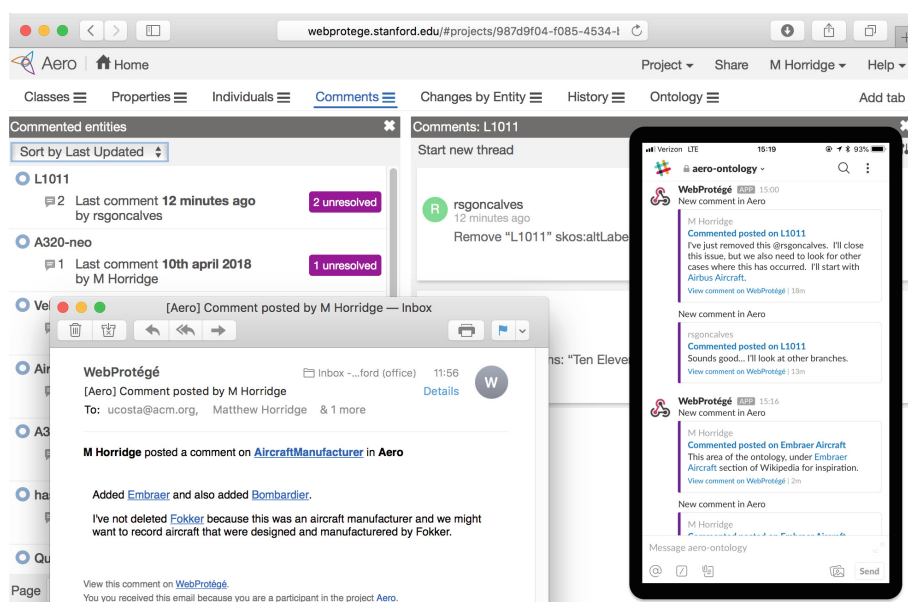 webprotege.stanford.edu/#projects/987d9f04-f085-4534-
Aero Home Project Share M Horridge Help
Classes Properties Individuals Comments Changes by Entity History Ontology Add tab
Commented entities
Sort by Last Updated
L1011
2 Last comment 12 minutes ago
by rsgoncalves
2 unresolved
A320-neo
1 Last comment 10th april 2018
by M Horridge
1 unresolved
Ve
Air
A3
ha
Qu
Page
Comments: L1011
Start new thread
R
rsgoncalves
12 minutes ago
Remove “L1011” skos:altLabe
ns: “Ten Eleve
[Aero] Comment posted by M Horridge — Inbox
WebProtégé Inbox -...ford (office) 11:56
[Aero] Comment posted by M Horridge Details
To: ucosta@acm.org, Matthew Horridge & 1 more
W
M Horridge posted a comment on AircraftManufacturer in Aero
Added Embraer and also added Bombardier.
I've not deleted Fokker because this was an aircraft manufacturer and we might
want to record aircraft that were designed and manufacturered by Fokker.
View this comment on WebProtégé.
You you received this email because you are a participant in the project Aero.
Verizon LTE 15:19 93%
aero-ontology
WebProtégé APP 15:00
New comment in Aero
M Horridge
Commented posted on L1011
I've just removed this @rsgoncalves. I'll close
this issue, but we also need to look for other
cases where this has occurred. I'll start with
Airbus Aircraft.
View comment on WebProtégé | 18m
New comment in Aero
rsgoncalves
Commented posted on L1011
Sounds good... I'll look at other branches.
View comment on WebProtégé | 13m
WebProtégé APP 15:16
New comment in Aero
M Horridge
Commented posted on Embraer Aircraft
This area of the ontology, under Embraer
Aircraft section of Wikipedia for inspiration.
View comment on WebProtégé | 2m
New comment in Aero
M Horridge
Commented posted on Embraer Aircraft
Message aero-ontology
Send